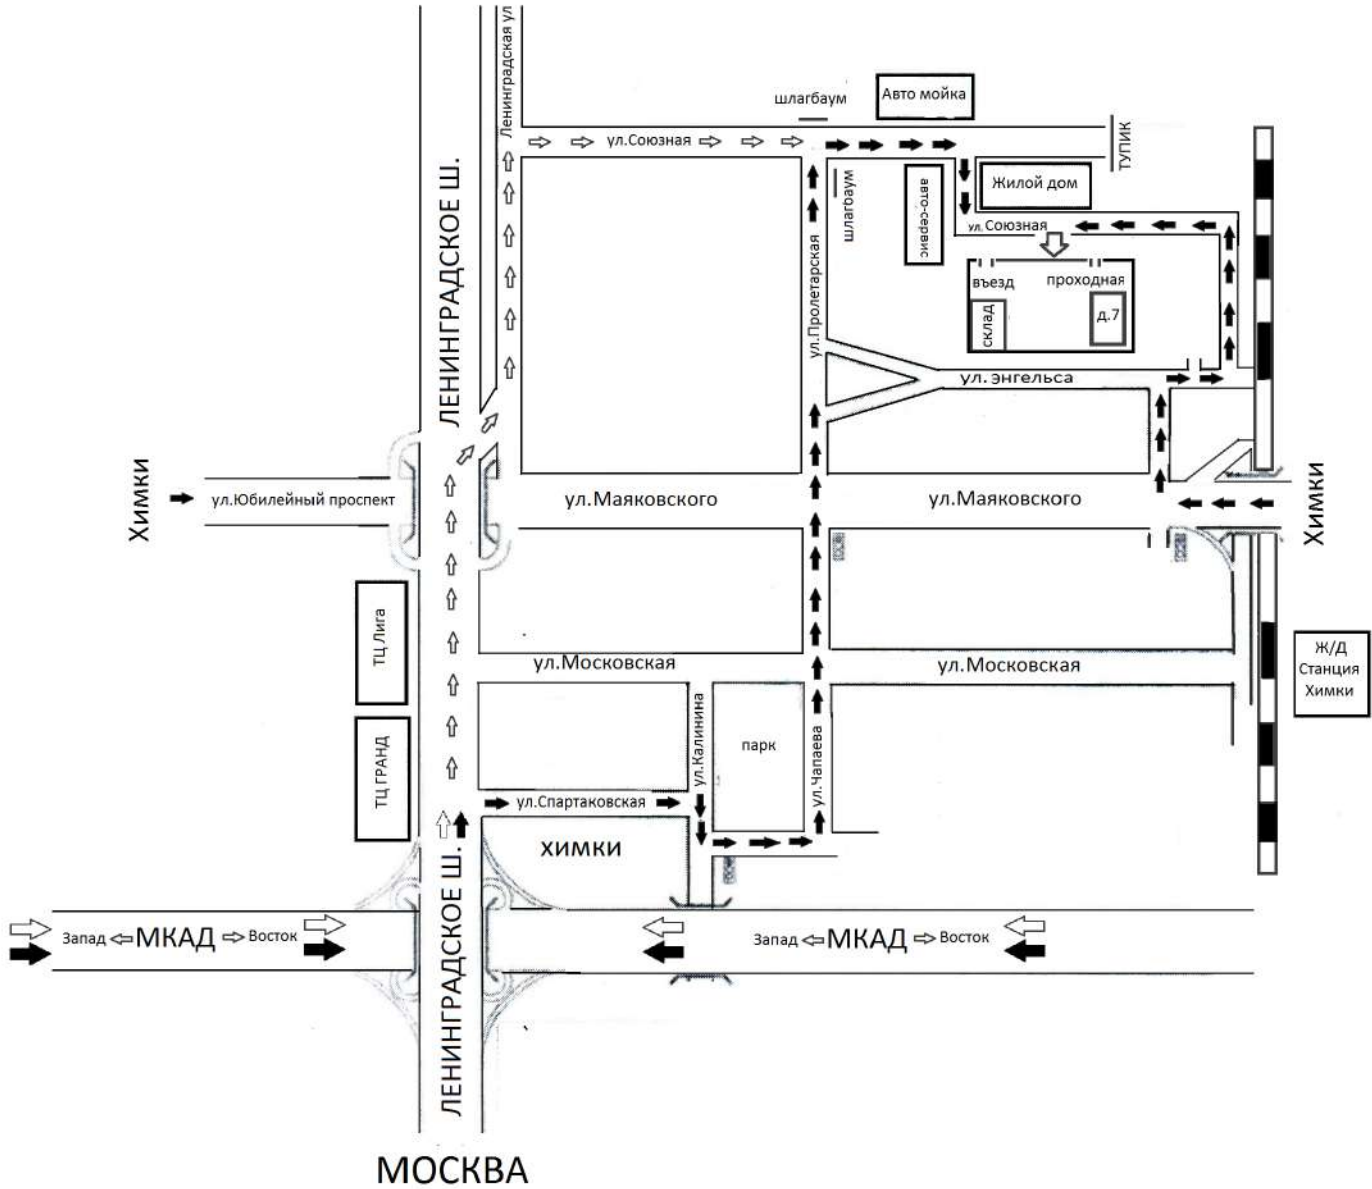 Ленинградская ул
шлагбаум
Авто мойка
ул.Союзная
ТУПИК
ЛЕНИНГРАДСКОЕ Ш.
шлагбаум
авто-сервис
Жилой дом
ул.Союзная
ул.Пролетарская
въезд
проходная
склад
д.7
ул.Энгельса
Химки
ул.Юбилейный проспект
ул.Маяковского
ул.Маяковского
Химки
ТЦ Лига
ул.Московская
ул.Московская
Ж/Д
Станция
Химки
ТЦ ГРАНД
ул.Калинина
парк
ул.Чапаева
ул.Спартаковская
химки
ЛЕНИНГРАДСКОЕ Ш.
Запад МКАД Восток
Запад МКАД Восток
МОСКВА